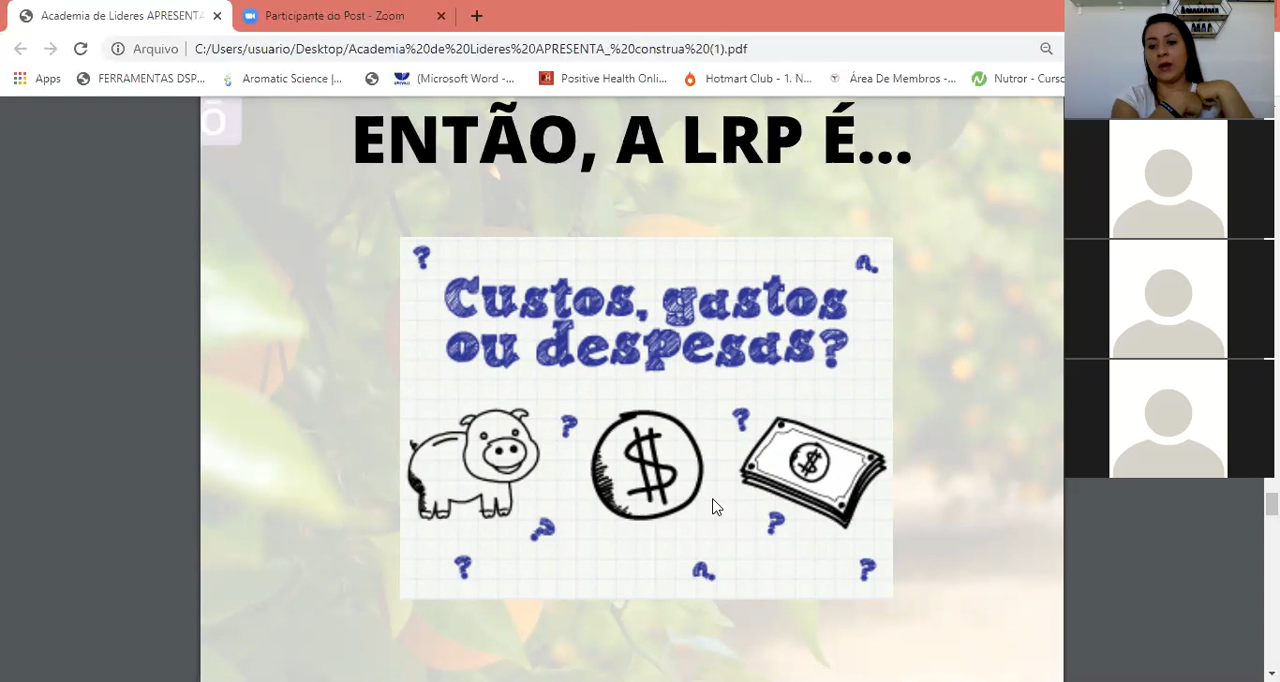 Academia de Lideres APRESENTA
Participante do Post - Zoom
Arquivo
C:/Users/usuario/Desktop/Academia%20de%20Lideres%20APRESENTA_%20construa%20(1).pdf
Apps
FERRAMENTAS DSP...
Aromatic Science |...
(Microsoft Word -...
Positive Health Onli...
Hotmart Club - 1. N...
Área De Membros -...
Nutror - Curso
ENTÃO, A LRP É...
Custos, gastos
ou despesas?